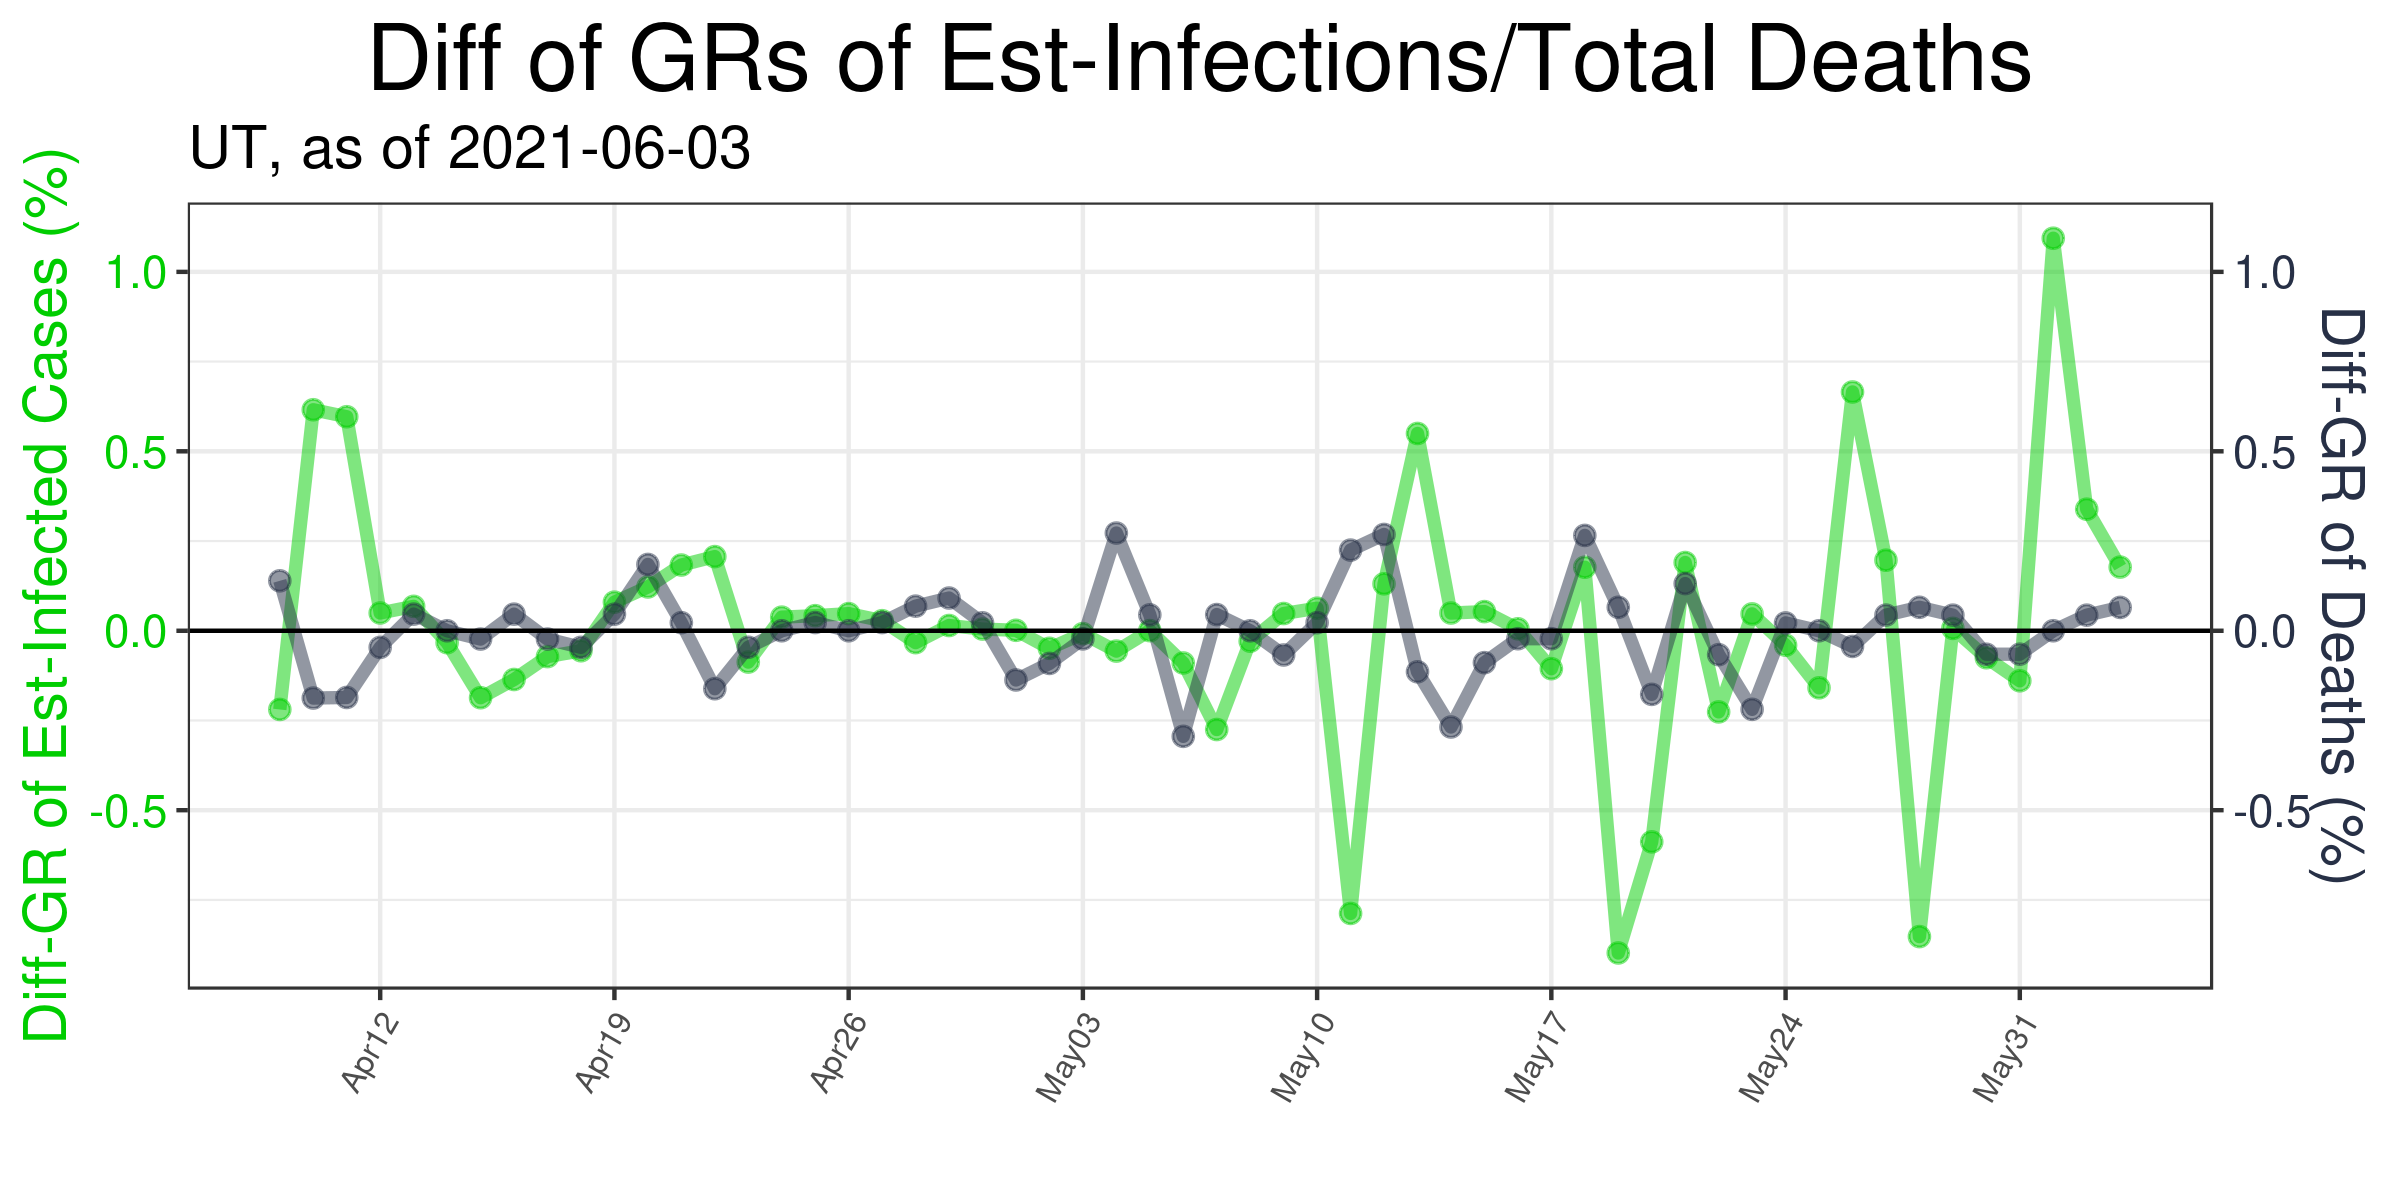 Diff of GRs of Est-Infections/Total Deaths
UT, as of 2021-06-03
Diff-GR of Est-Infected Cases (%)
1.0
0.5
0.0
-0.5
1.0
0.5
0.0
-0.5
Diff-GR of Deaths (%)
Apr12
Apr19
Apr26
May03
May10
May17
May24
May31